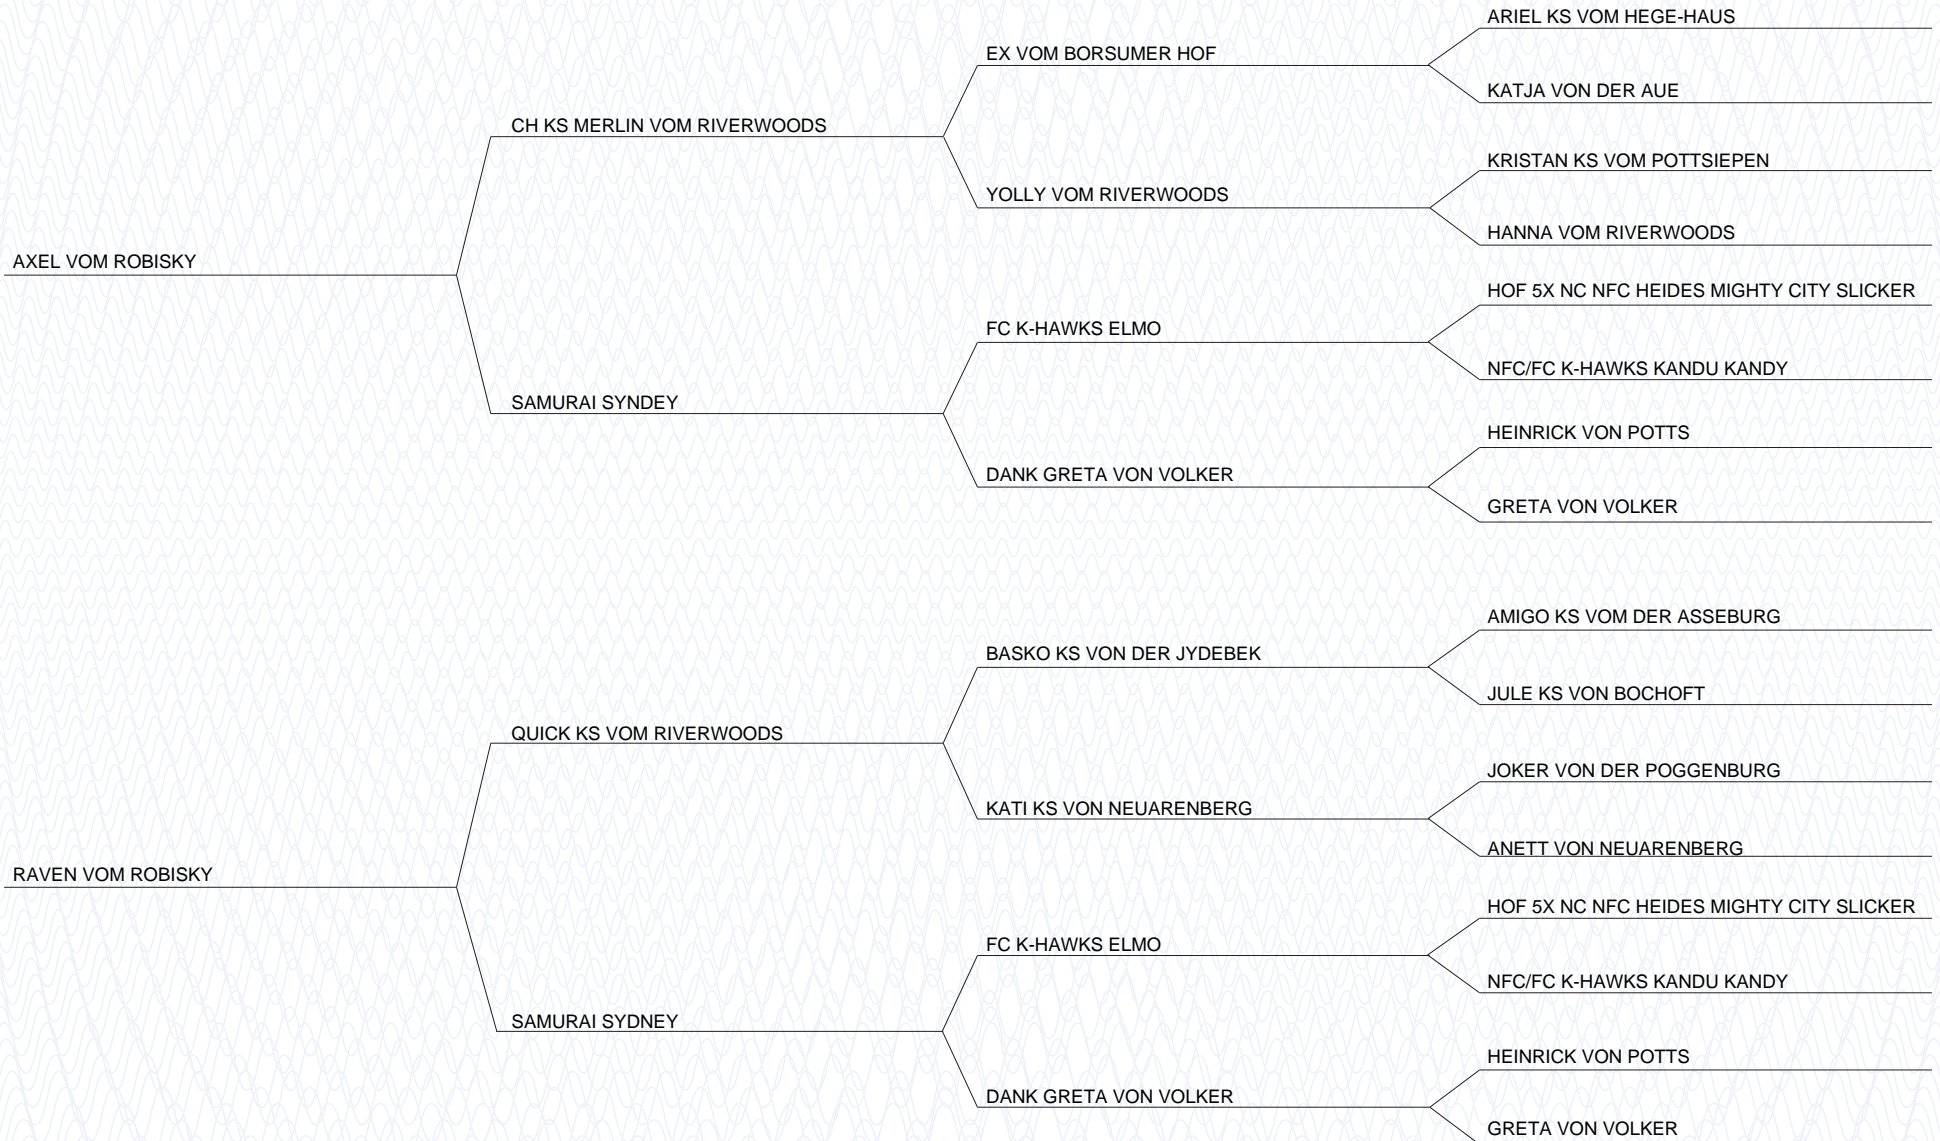 ARIEL KS VOM HEGE-HAUS
EX VOM BORSUMER HOF
KATJA VON DER AUE
CH KS MERLIN VOM RIVERWOODS
KRISTAN KS VOM POTTSIEPEN
YOLLY VOM RIVERWOODS
HANNA VOM RIVERWOODS
AXEL VOM ROBISKY
HOF 5X NC NFC HEIDES MIGHTY CITY SLICKER
FC K-HAWKS ELMO
NFC/FC K-HAWKS KANDU KANDY
SAMURAI SYNDEY
HEINRICK VON POTTS
DANK GRETA VON VOLKER
GRETA VON VOLKER
AMIGO KS VOM DER ASSEBURG
BASKO KS VON DER JYDEBEK
JULE KS VON BOCHOFT
QUICK KS VOM RIVERWOODS
JOKER VON DER POGGENBURG
KATI KS VON NEUARENBERG
ANETT VON NEUARENBERG
RAVEN VOM ROBISKY
HOF 5X NC NFC HEIDES MIGHTY CITY SLICKER
FC K-HAWKS ELMO
NFC/FC K-HAWKS KANDU KANDY
SAMURAI SYDNEY
HEINRICK VON POTTS
DANK GRETA VON VOLKER
GRETA VON VOLKER